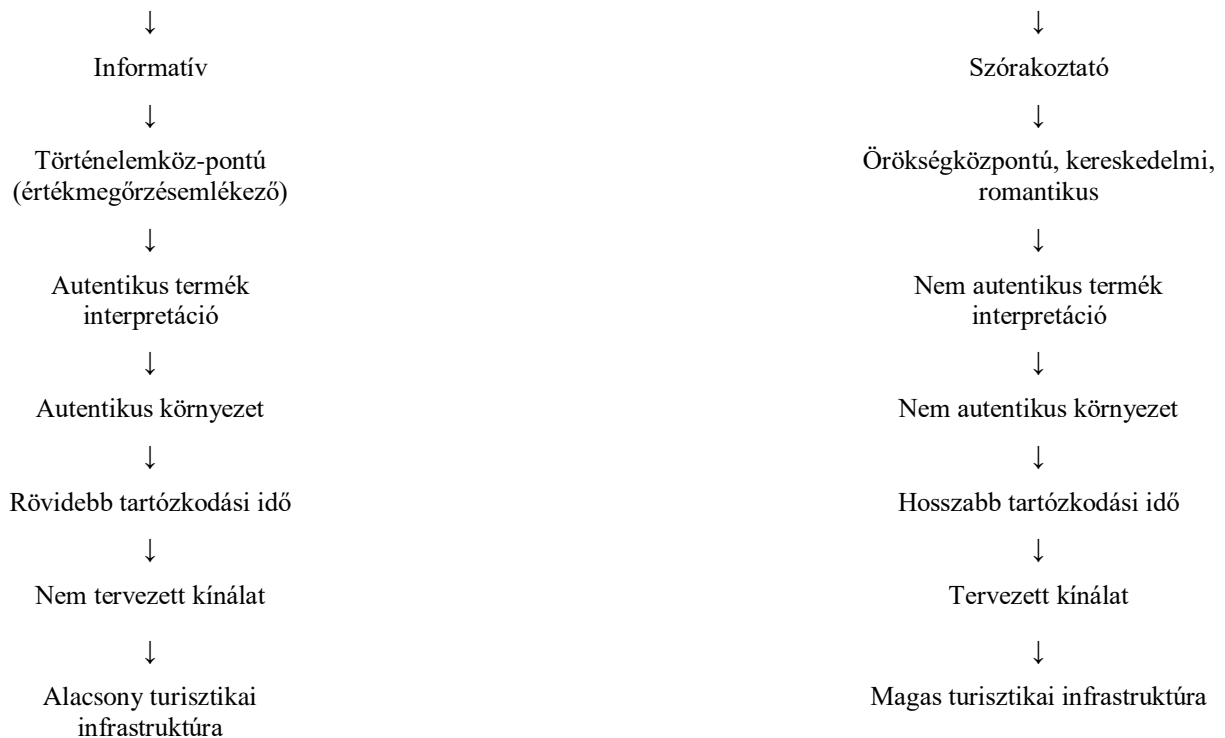 ↓ ↓
Informatív Szórakoztató
↓ ↓
Történelemköz-pontú Örökségközpontú, kereskedelmi,
(értékmegőrzésemlékező) romantikus
↓ ↓
Autentikus termék Nem autentikus termék
interpretáció interpretáció
↓ ↓
Autentikus környezet Nem autentikus környezet
↓ ↓
Rövidebb tartózkodási idő Hosszabb tartózkodási idő
↓ ↓
Nem tervezett kínálat Tervezett kínálat
↓ ↓
Alacsony turisztikai Magas turisztikai infrastruktúra
infrastruktúra